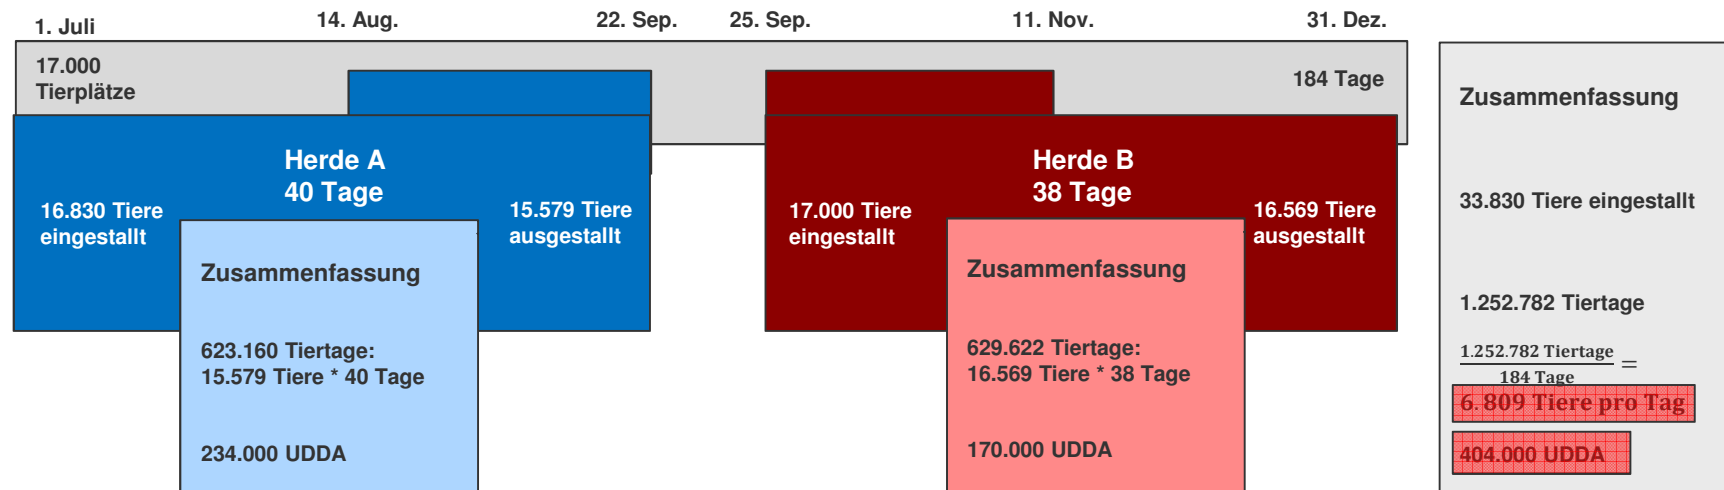 1. Juli
14. Aug.
22. Sep.
25. Sep.
11. Nov.
31. Dez.
17.000
Tierplätze
184 Tage
Herde A
40 Tage
16.830 Tiere
eingestallt
15.579 Tiere
ausgestallt
Zusammenfassung
623.160 Tiertage:
15.579 Tiere * 40 Tage
234.000 UDDA
Herde B
38 Tage
17.000 Tiere
eingestallt
16.569 Tiere
ausgestallt
Zusammenfassung
629.622 Tiertage:
16.569 Tiere * 38 Tage
170.000 UDDA
Zusammenfassung
33.830 Tiere eingestallt
1.252.782 Tiertage
1.252.782 Tiertage
184 Tage
=
6.809 Tiere pro Tag
404.000 UDDA